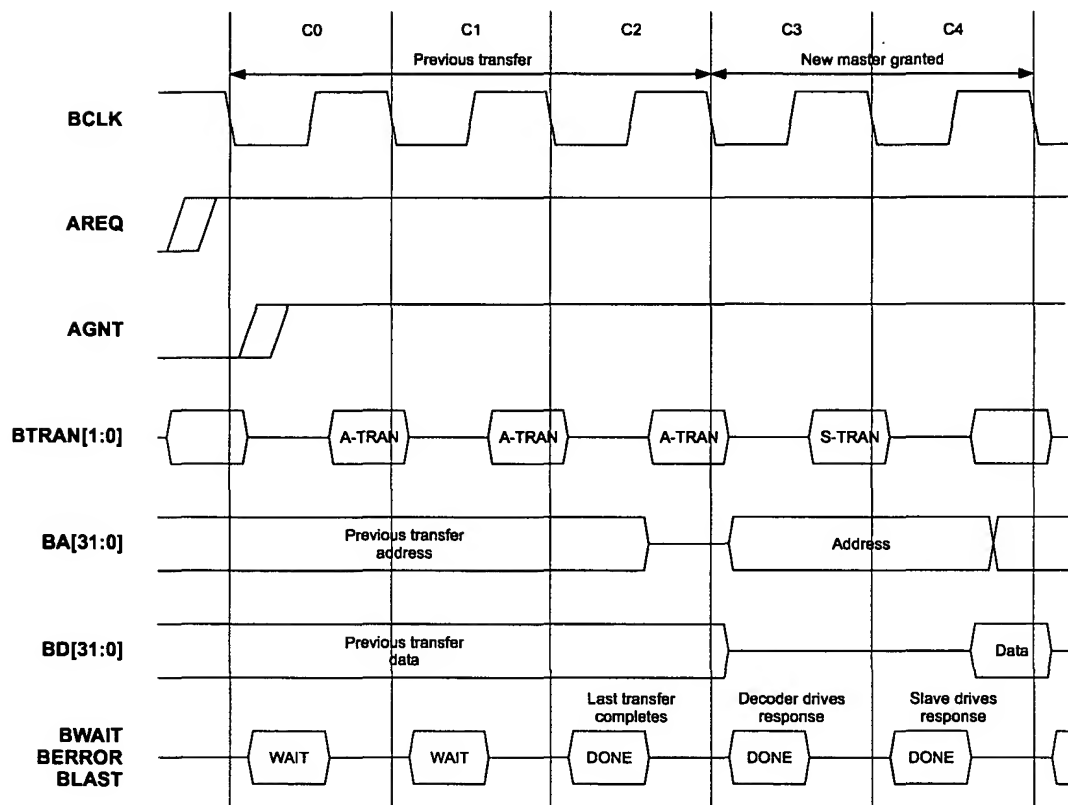 C0 C1 C2 C3 C4
Previous transfer New master granted
BCLK
AREQ
AGNT
BTRAN[1:0] A-TRAN A-TRAN A-TRAN S-TRAN
BA[31:0] Previous transfer
address Address
BD[31:0] Previous transfer
data Data
Last transfer
completes
Decoder drives
response
Slave drives
response
BWAIT
BERROR
BLAST
WAIT WAIT DONE DONE DONE